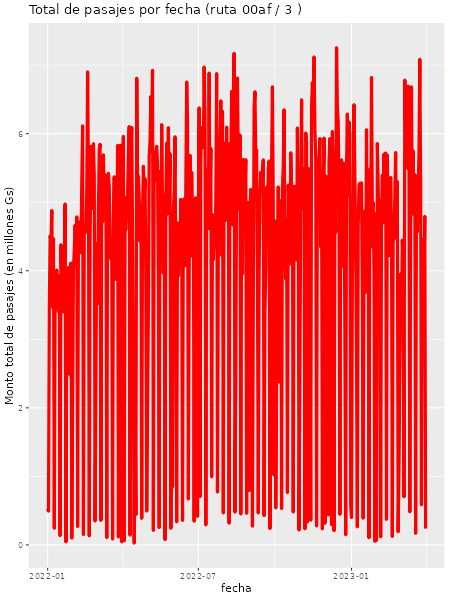 Total de pasajes por fecha (ruta 00af / 3 )
Monto total de pasajes (en millones Gs)
6
4
2
0
2022-01
2022-07
2023-01
fecha